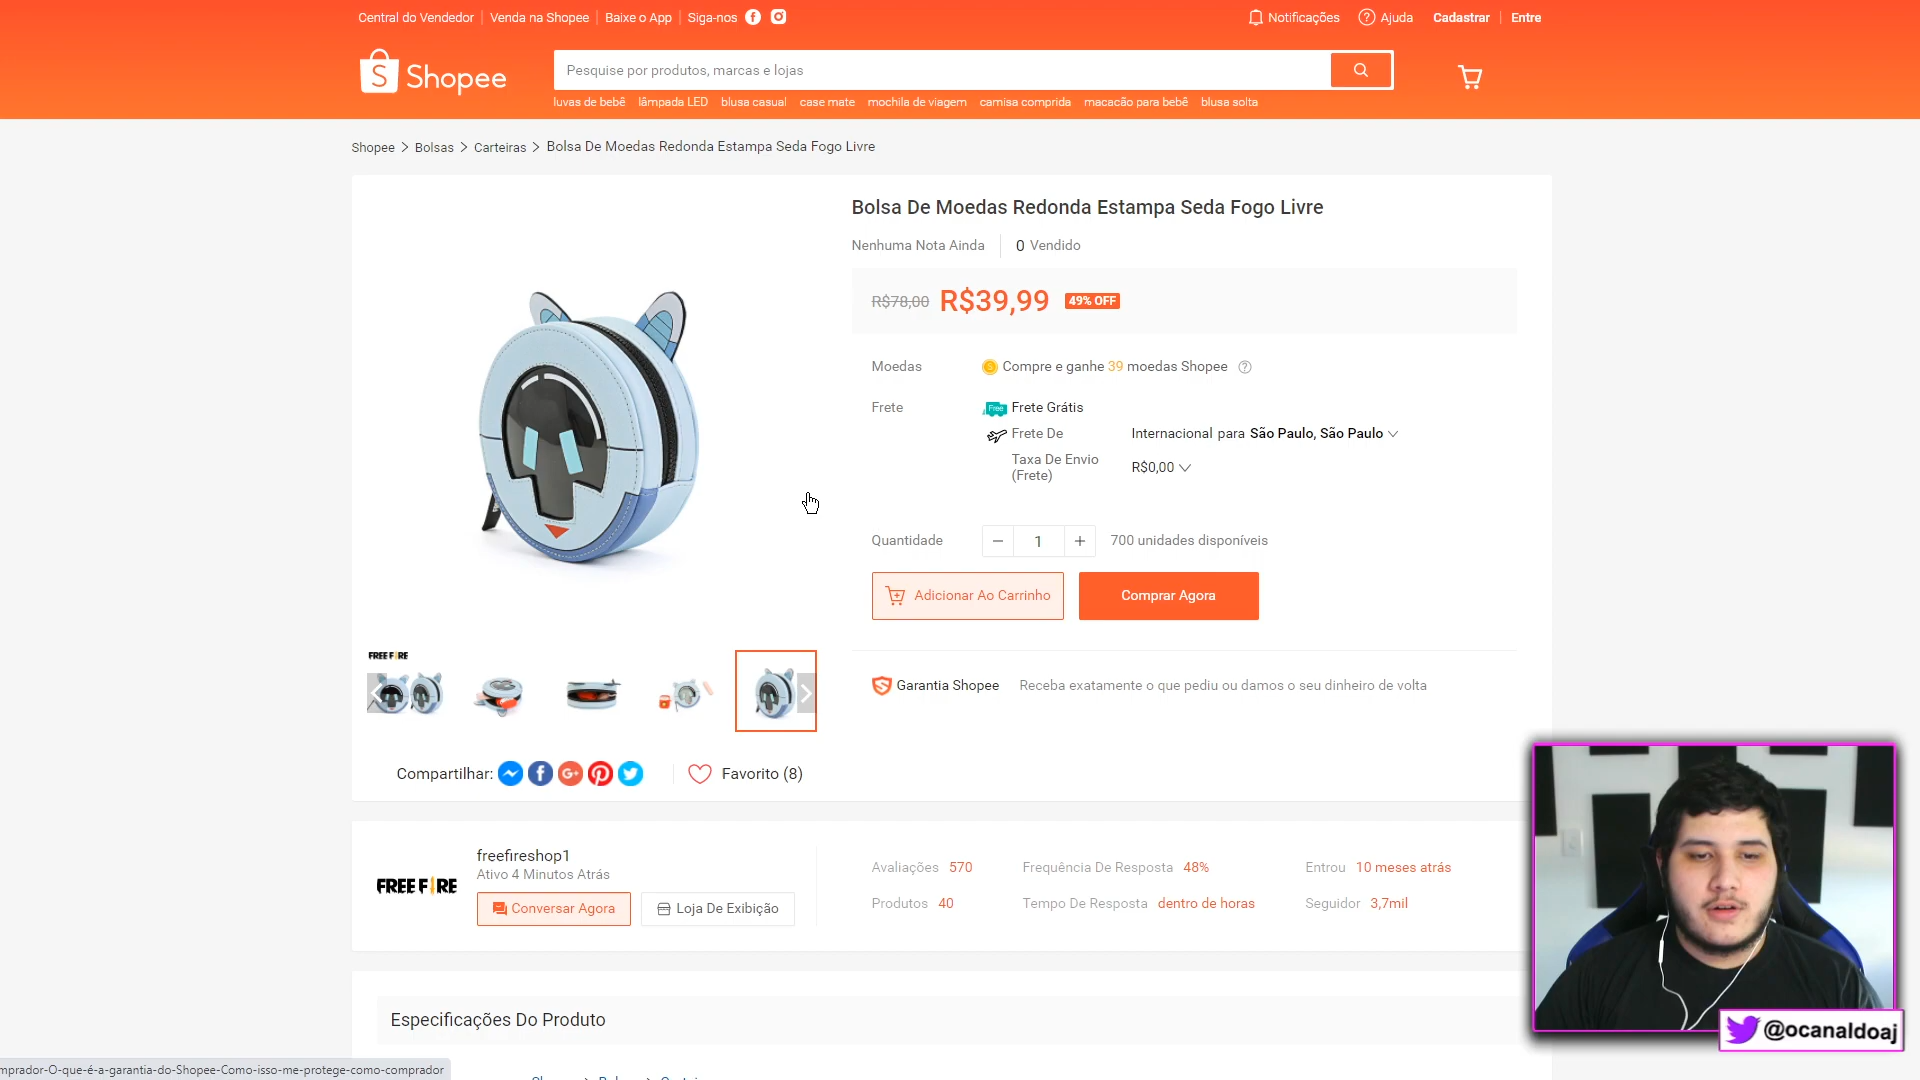 Central do Vendedor | Venda na Shopee | Baixe o App | Siga-nos
Notificações Ajuda Cadastrar | Entre
Shopee
Pesquise por produtos, marcas e lojas
luvas de bebê lâmpada LED blusa casual case mate mochila de viagem camisa comprida macacão para bebê blusa solta
Shopee > Bolsas > Carteiras > Bolsa De Moedas Redonda Estampa Seda Fogo Livre
Bolsa De Moedas Redonda Estampa Seda Fogo Livre
Nenhuma Nota Ainda 0 Vendido
R$78,00 R$39,99 49% OFF
Moedas Compre e ganhe 39 moedas Shopee
Frete Free Frete Grátis
Frete De Internacional para São Paulo, São Paulo
Taxa De Envio (Frete) R$0,00
Quantidade 1 700 unidades disponíveis
Adicionar Ao Carrinho Comprar Agora
FREE FIRE
Garantia Shopee Receba exatamente o que pediu ou damos o seu dinheiro de volta
Compartilhar: Favorito (8)
freefireshop1
Ativo 4 Minutos Atrás
FREE FIRE
Conversar Agora Loja De Exibição
Avaliações 570 Frequência De Resposta 48% Entrou 10 meses atrás
Produtos 40 Tempo De Resposta dentro de horas Seguidor 3,7mil
Especificações Do Produto
@ocanaldoaj
mprador-O-que-é-a-garantia-do-Shopee-Como-isso-me-protege-como-comprador